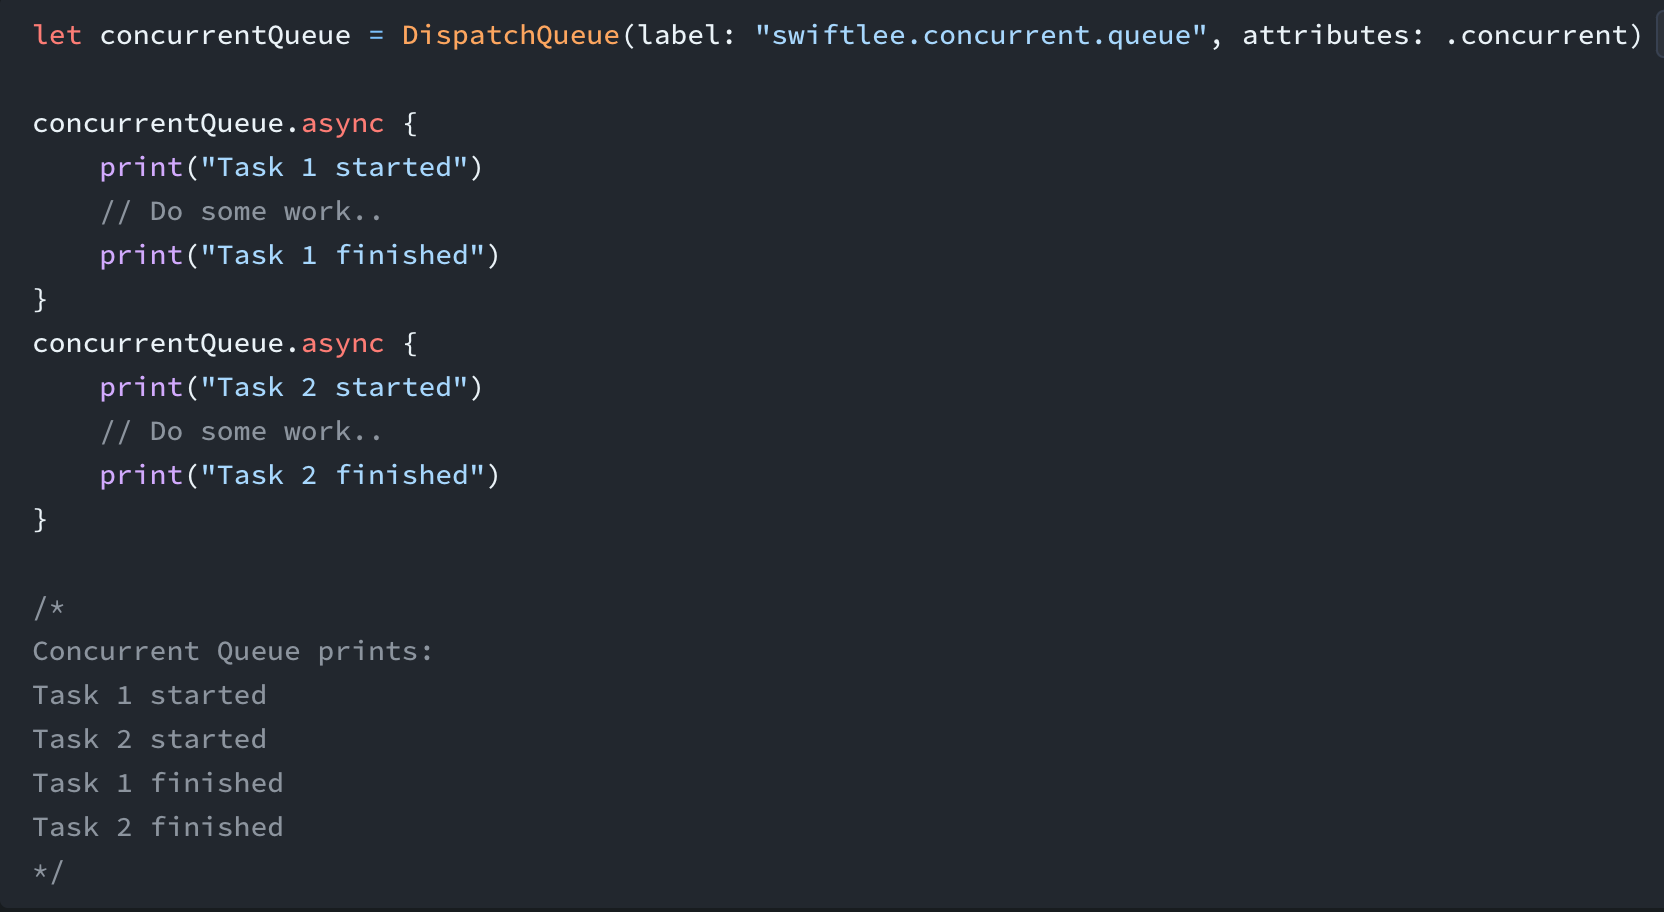 let concurrentQueue = DispatchQueue(label: "swiftlee.concurrent.queue", attributes: .concurrent)

concurrentQueue.async {
    print("Task 1 started")
    // Do some work..
    print("Task 1 finished")
}
concurrentQueue.async {
    print("Task 2 started")
    // Do some work..
    print("Task 2 finished")
}

/*
Concurrent Queue prints:
Task 1 started
Task 2 started
Task 1 finished
Task 2 finished
*/